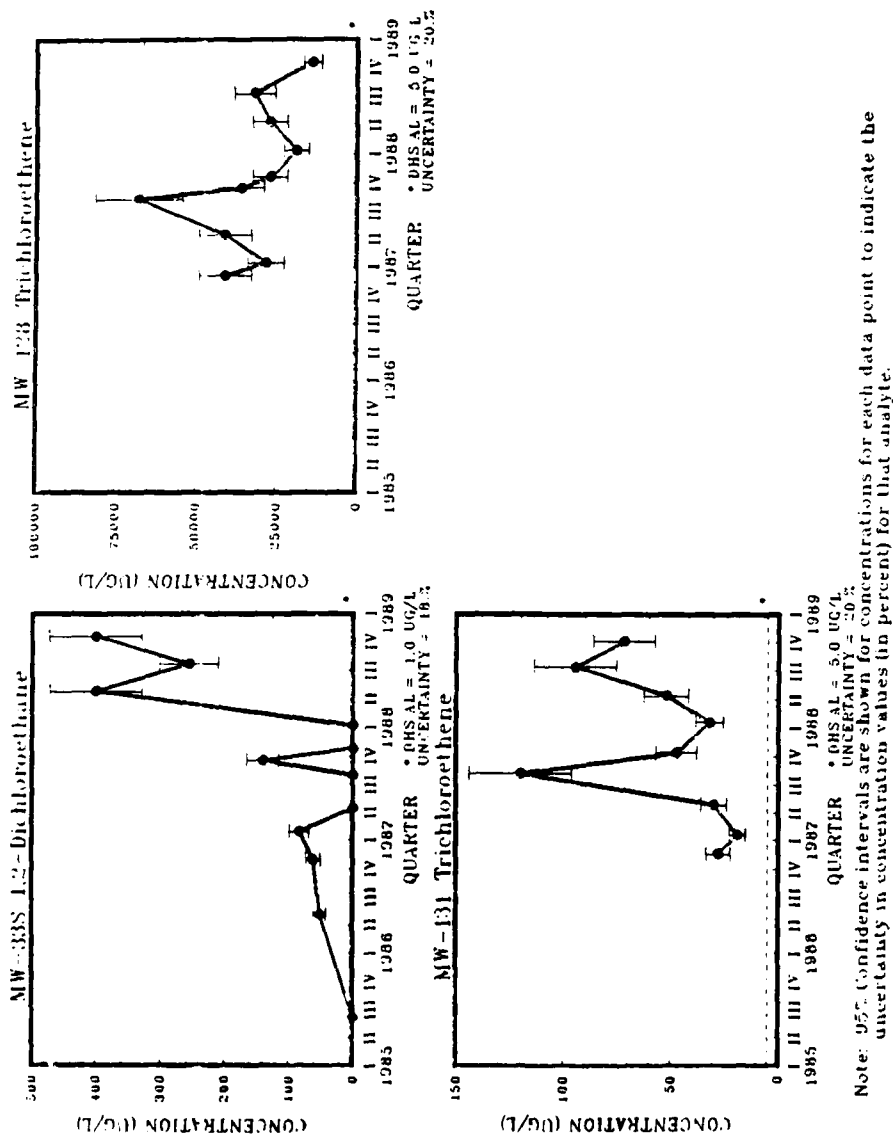 MW-33S 1,2-Dichloroethane
500
400
300
200
100
0
CONCENTRATION (UG/L)
I II III IV I II III IV I II III IV I II III IV I
1985 1986 1987 1988 1989
QUARTER
* DHS AL = 1.0 UG/L
UNCERTAINTY = 18.%
*
MW 128 Trichloroethene
100000
75000
50000
25000
0
CONCENTRATION (UG/L)
I II III IV I II III IV I II III IV I II III IV I
1985 1986 1987 1988 1989
QUARTER
* DHS AL = 5.0 UG L
UNCERTAINTY = 20.%
*
MW-131 Trichloroethene
150
100
50
0
CONCENTRATION (UG/L)
I II III IV I II III IV I II III IV I II III IV I
1985 1986 1987 1988 1989
QUARTER
* DHS AL = 5.0 UG/L
UNCERTAINTY = 20.%
*
Note: 95% Confidence intervals are shown for concentrations for each data point to indicate the
uncertainty in concentration values (in percent) for that analyte.